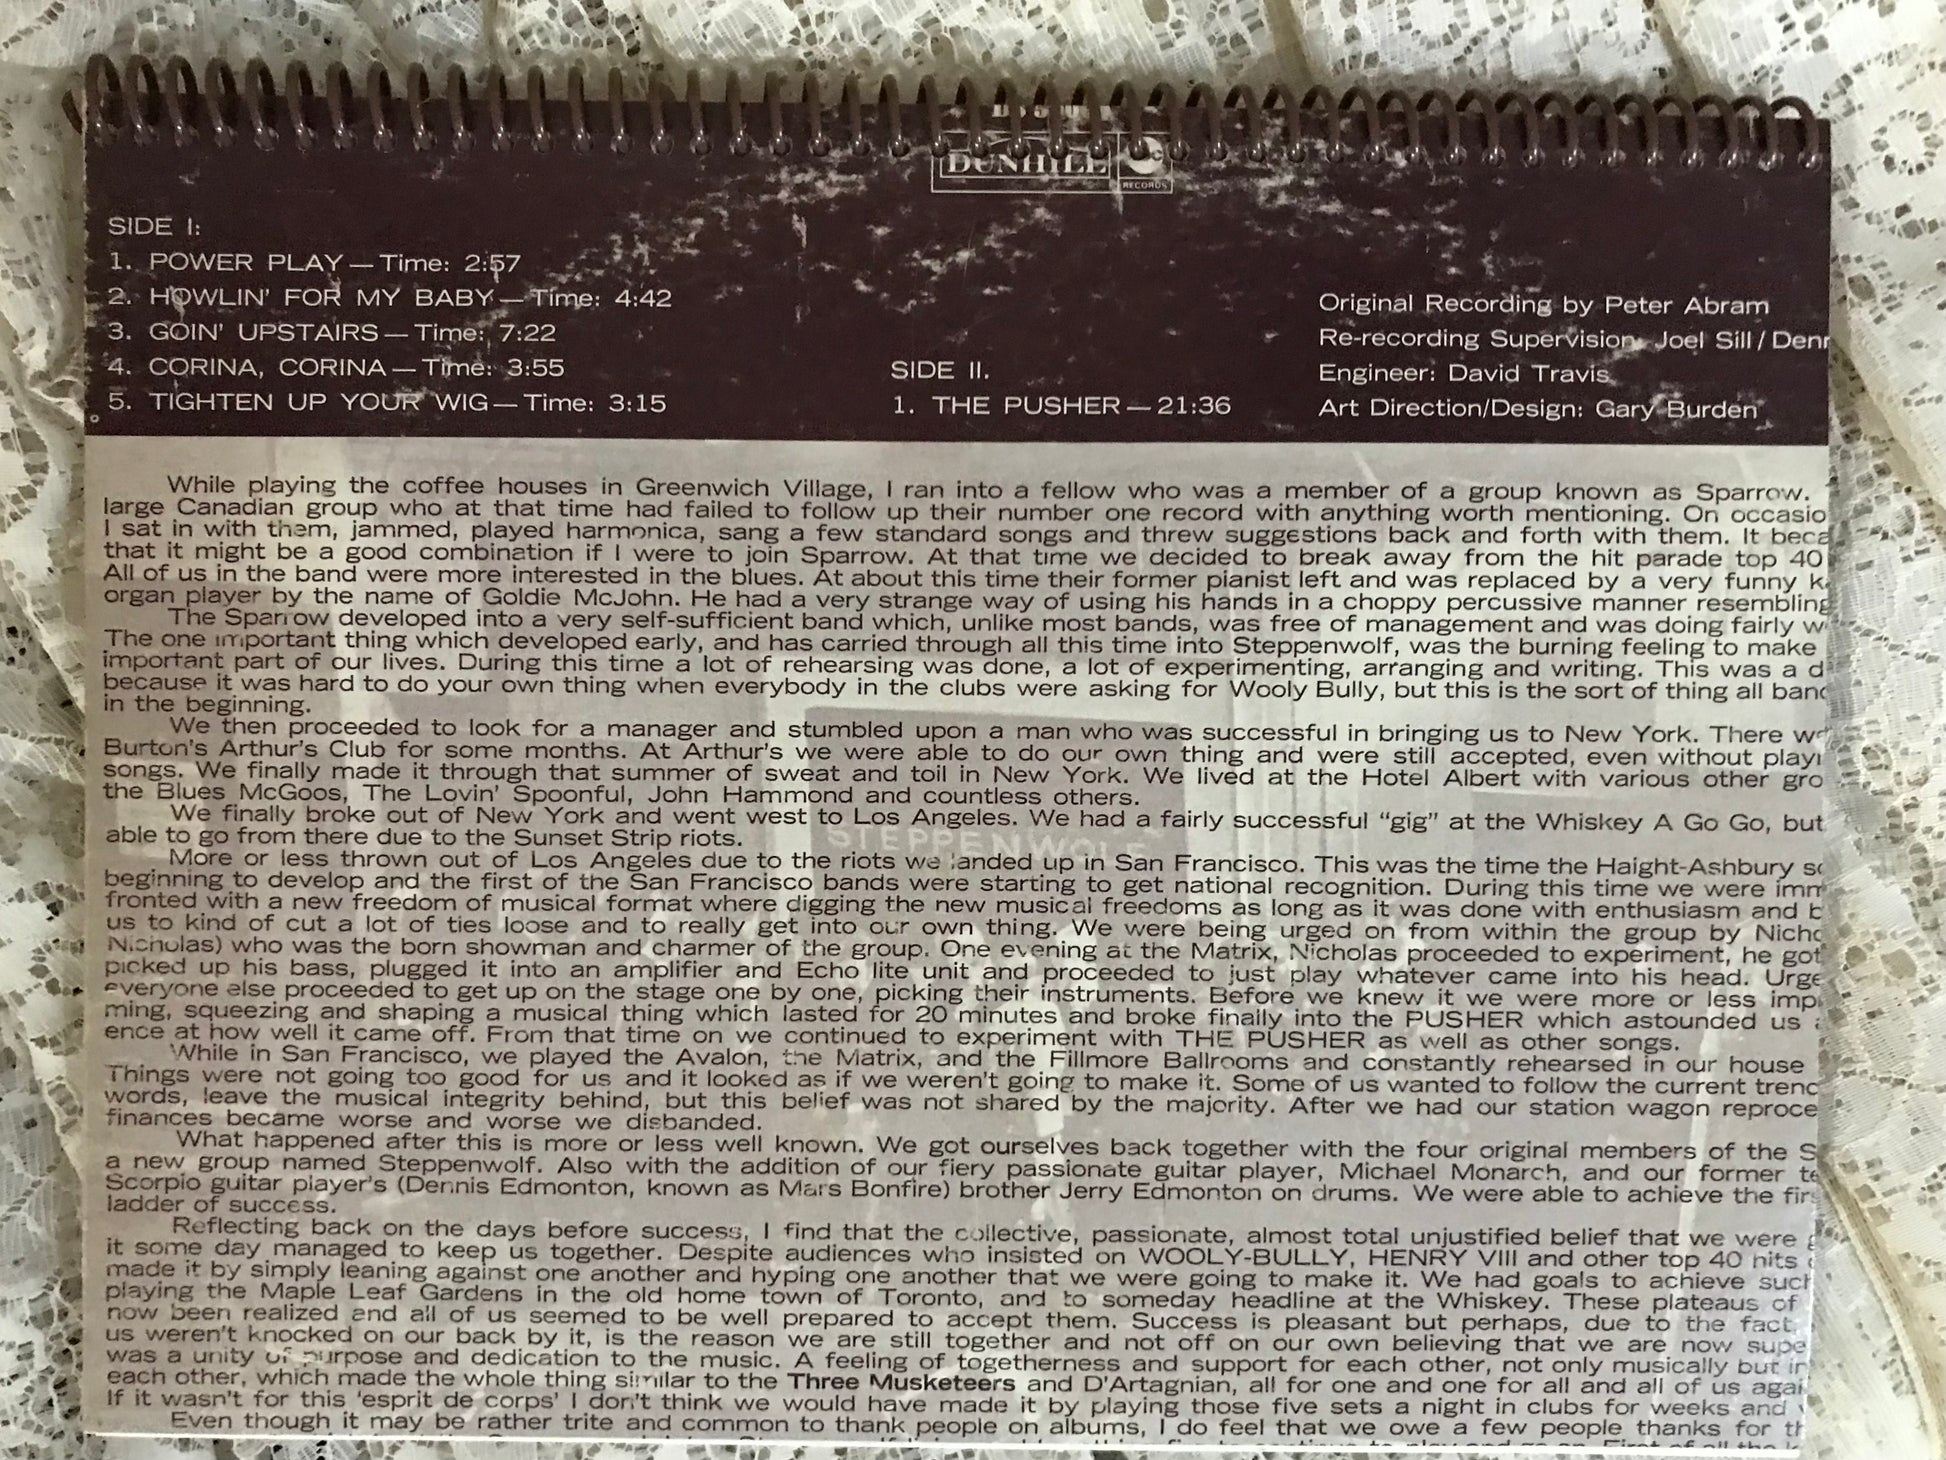 DUNHILL
RECORDS
SIDE I:
1. POWER PLAY — Time: 2:57
2. HOWLIN' FOR MY BABY — Time: 4:42
3. GOIN' UPSTAIRS — Time: 7:22
4. CORINA, CORINA — Time: 3:55
5. TIGHTEN UP YOUR WIG — Time: 3:15
SIDE II.
1. THE PUSHER — 21:36
Original Recording by Peter Abram
Re-recording Supervision: Joel Sill / Denn
Engineer: David Travis
Art Direction/Design: Gary Burden
While playing the coffee houses in Greenwich Village, I ran into a fellow who was a member of a group known as Sparrow.
large Canadian group who at that time had failed to follow up their number one record with anything worth mentioning. On occasio
I sat in with them, jammed, played harmonica, sang a few standard songs and threw suggestions back and forth with them. It beca
that it might be a good combination if I were to join Sparrow. At that time we decided to break away from the hit parade top 40
All of us in the band were more interested in the blues. At about this time their former pianist left and was replaced by a very funny k
organ player by the name of Goldie McJohn. He had a very strange way of using his hands in a choppy percussive manner resembling
The Sparrow developed into a very self-sufficient band which, unlike most bands, was free of management and was doing fairly w
The one important thing which developed early, and has carried through all this time into Steppenwolf, was the burning feeling to make
important part of our lives. During this time a lot of rehearsing was done, a lot of experimenting, arranging and writing. This was a d
because it was hard to do your own thing when everybody in the clubs were asking for Wooly Bully, but this is the sort of thing all band
in the beginning.
We then proceeded to look for a manager and stumbled upon a man who was successful in bringing us to New York. There we
Burton's Arthur's Club for some months. At Arthur's we were able to do our own thing and were still accepted, even without playi
songs. We finally made it through that summer of sweat and toil in New York. We lived at the Hotel Albert with various other gro
the Blues McGoos, The Lovin' Spoonful, John Hammond and countless others.
We finally broke out of New York and went west to Los Angeles. We had a fairly successful "gig" at the Whiskey A Go Go, but
able to go from there due to the Sunset Strip riots.
STEPPENWOLF
More or less thrown out of Los Angeles due to the riots we landed up in San Francisco. This was the time the Haight-Ashbury sc
beginning to develop and the first of the San Francisco bands were starting to get national recognition. During this time we were imm
fronted with a new freedom of musical format where digging the new musical freedoms as long as it was done with enthusiasm and b
us to kind of cut a lot of ties loose and to really get into our own thing. We were being urged on from within the group by Nicho
Nicholas) who was the born showman and charmer of the group. One evening at the Matrix, Nicholas proceeded to experiment, he got
picked up his bass, plugged it into an amplifier and Echo lite unit and proceeded to just play whatever came into his head. Urge
everyone else proceeded to get up on the stage one by one, picking their instruments. Before we knew it we were more or less imp
ming, squeezing and shaping a musical thing which lasted for 20 minutes and broke finally into the PUSHER which astounded us a
ence at how well it came off. From that time on we continued to experiment with THE PUSHER as well as other songs.
While in San Francisco, we played the Avalon, the Matrix, and the Fillmore Ballrooms and constantly rehearsed in our house
Things were not going too good for us and it looked as if we weren't going to make it. Some of us wanted to follow the current trend
words, leave the musical integrity behind, but this belief was not shared by the majority. After we had our station wagon reproce
finances became worse and worse we disbanded.
What happened after this is more or less well known. We got ourselves back together with the four original members of the S
a new group named Steppenwolf. Also with the addition of our fiery passionate guitar player, Michael Monarch, and our former te
Scorpio guitar player's (Dennis Edmonton, known as Mars Bonfire) brother Jerry Edmonton on drums. We were able to achieve the firs
ladder of success.
Reflecting back on the days before success, I find that the collective, passionate, almost total unjustified belief that we were g
it some day managed to keep us together. Despite audiences who insisted on WOOLY-BULLY, HENRY VIII and other top 40 hits
made it by simply leaning against one another and hyping one another that we were going to make it. We had goals to achieve such
playing the Maple Leaf Gardens in the old home town of Toronto, and to someday headline at the Whiskey. These plateaus of
now been realized and all of us seemed to be well prepared to accept them. Success is pleasant but perhaps, due to the fact
us weren't knocked on our back by it, is the reason we are still together and not off on our own believing that we are now supe
was a unity of purpose and dedication to the music. A feeling of togetherness and support for each other, not only musically but in
each other, which made the whole thing similar to the Three Musketeers and D'Artagnian, all for one and one for all and all of us agai
If it wasn't for this 'esprit de corps' I don't think we would have made it by playing those five sets a night in clubs for weeks and
Even though it may be rather trite and common to thank people on albums, I do feel that we owe a few people thanks for th